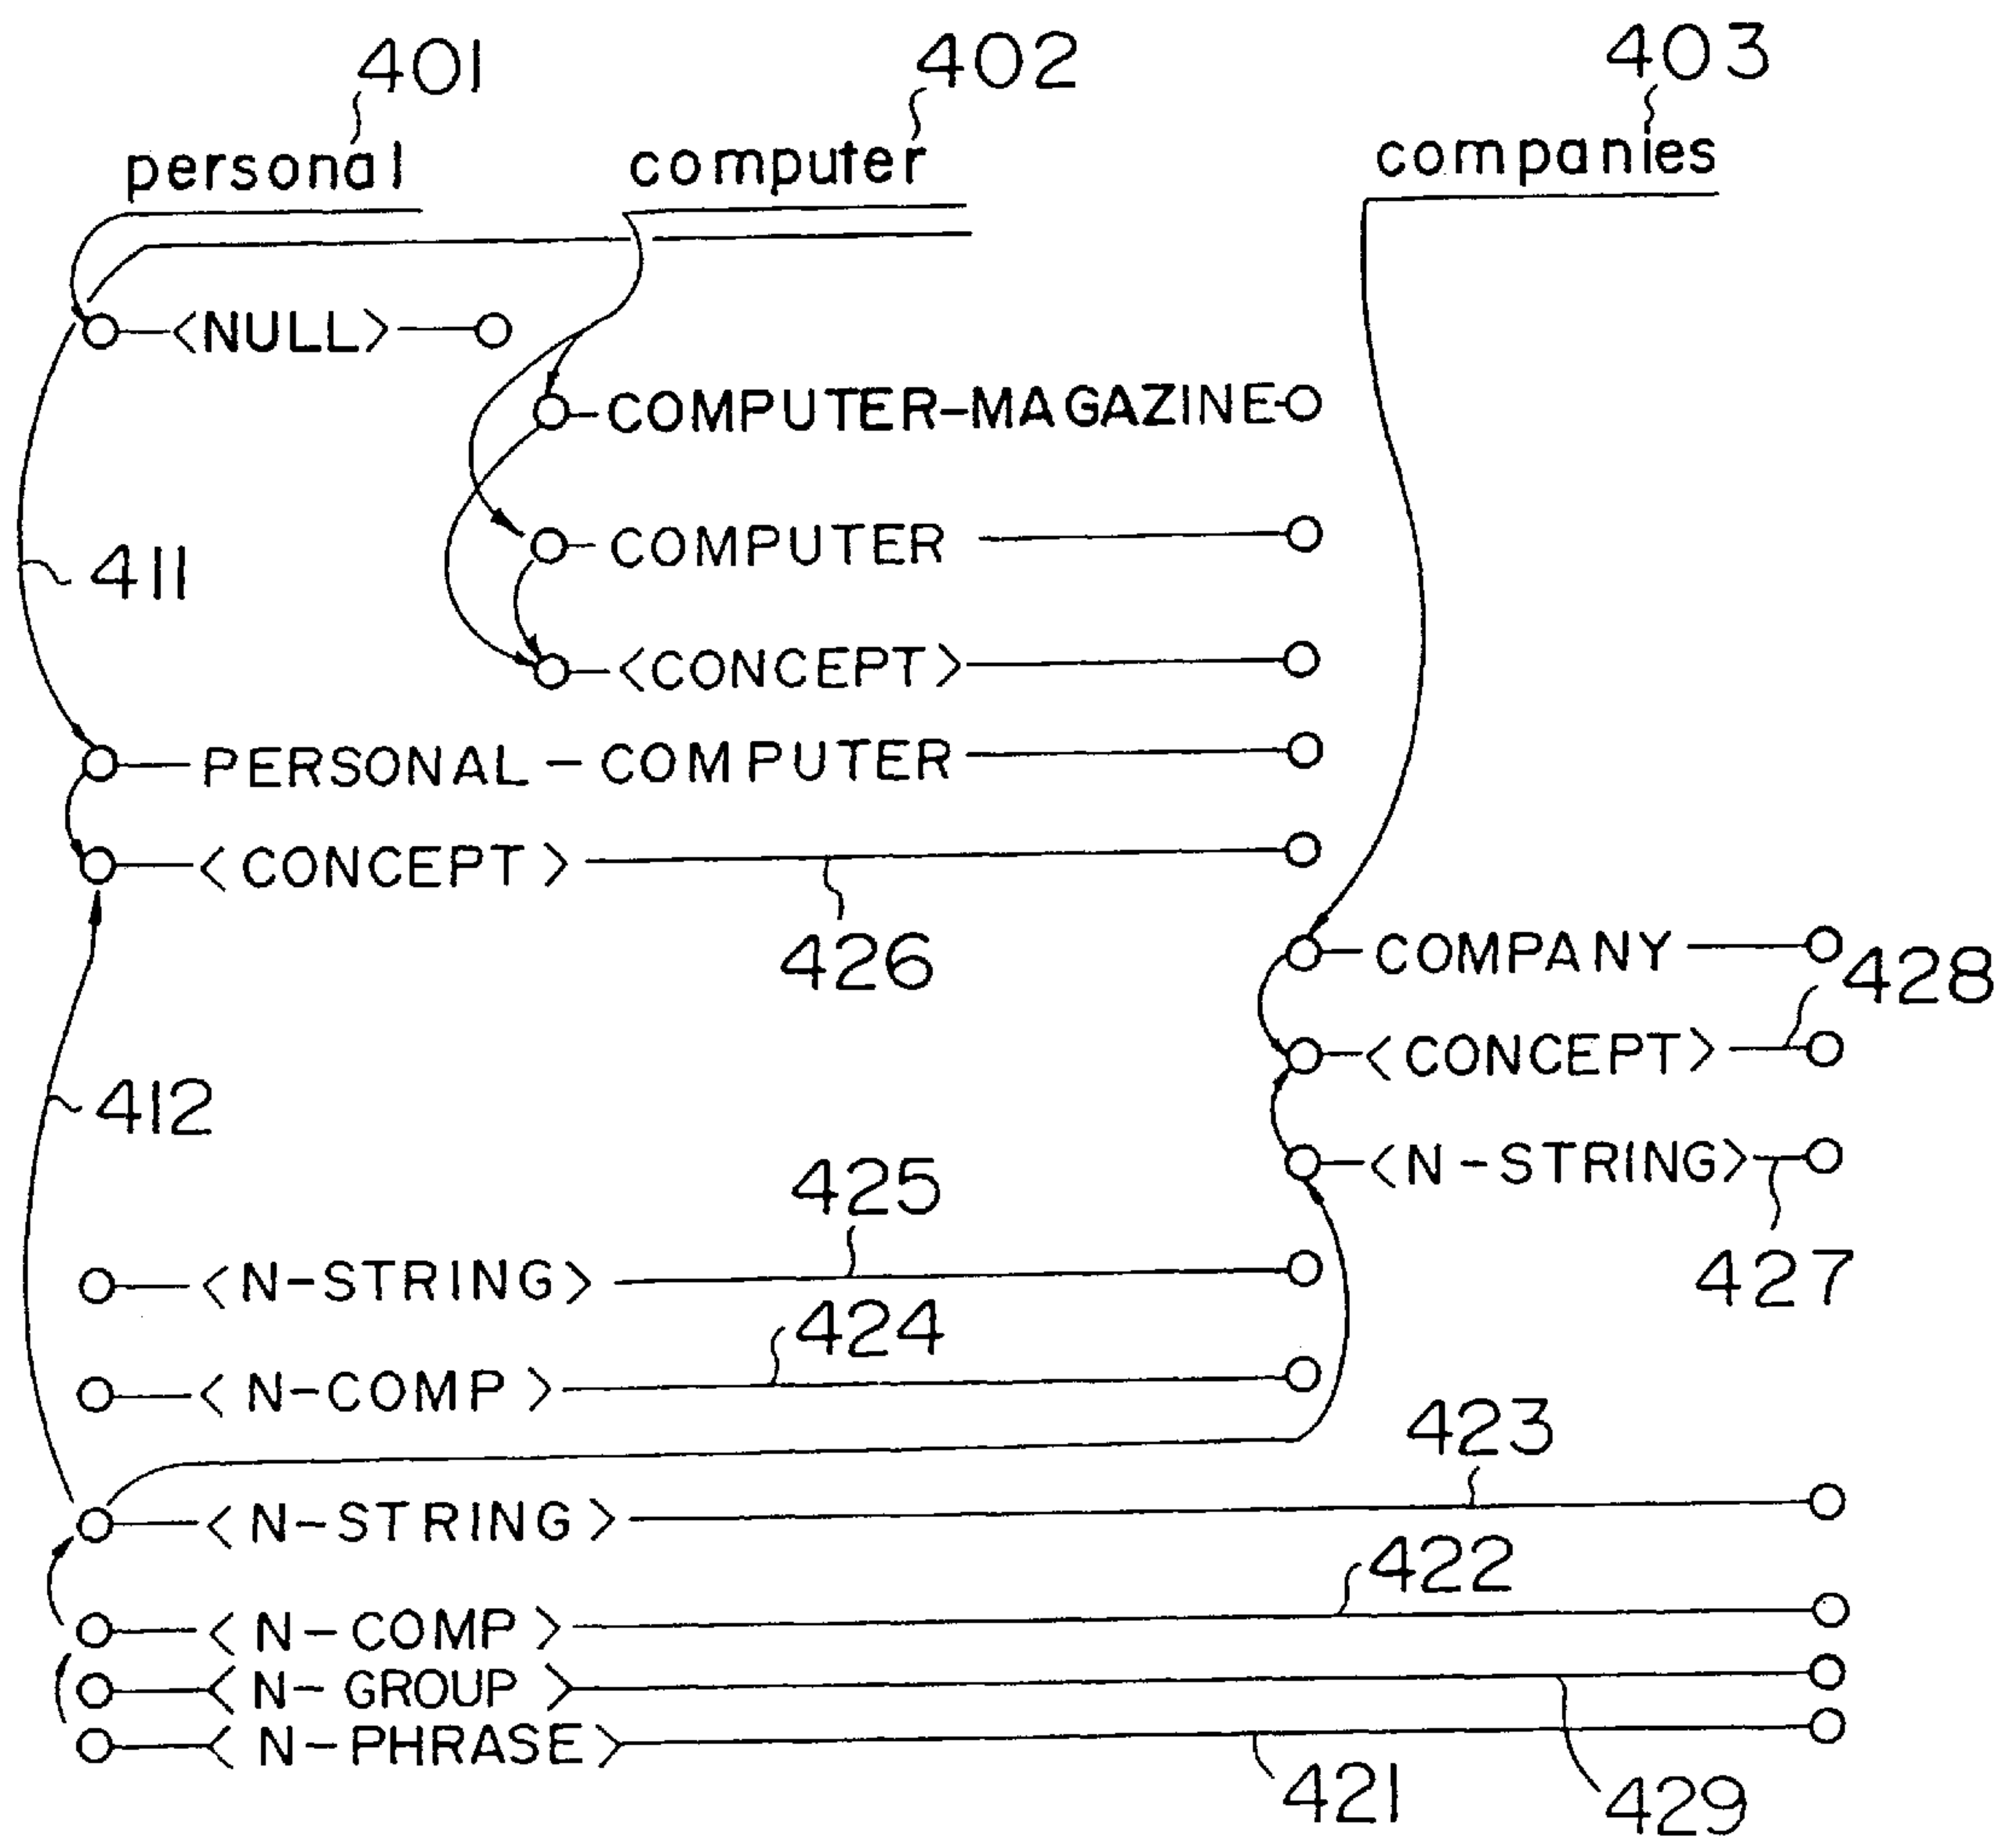 401 402 403
personal computer companies
<NULL>
COMPUTER-MAGAZINE
COMPUTER
411
<CONCEPT>
PERSONAL-COMPUTER
<CONCEPT>
426
COMPANY
428
<CONCEPT>
412
<N-STRING>
425
427
<N-STRING>
424
<N-COMP>
423
<N-STRING>
422
<N-COMP>
<N-GROUP>
<N-PHRASE>
421
429